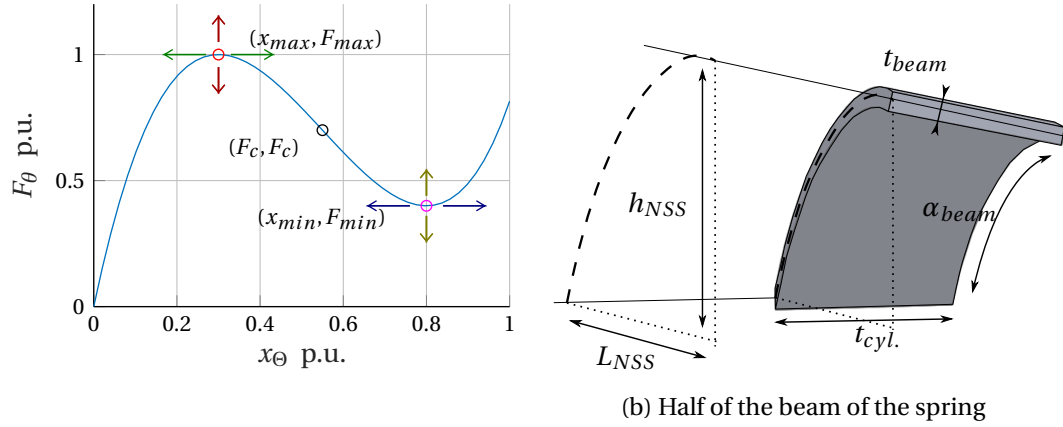 1
0.5
0
0 0.2 0.4 0.6 0.8 1
F_θ p.u.
x_Θ p.u.
(x_max, F_max)
(F_c, F_c)
(x_min, F_min)
t_beam
h_NSS
α_beam
L_NSS
t_cyl.
(b) Half of the beam of the spring